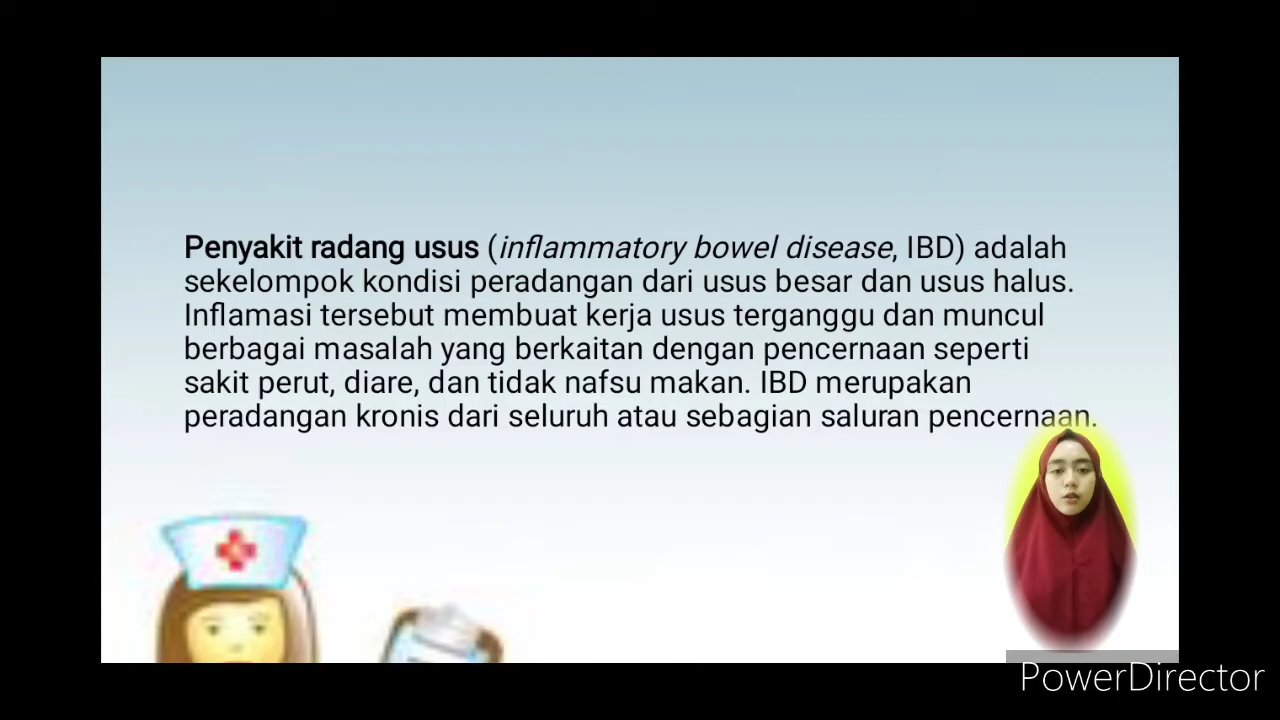 Penyakit radang usus (inflammatory bowel disease, IBD) adalah
sekelompok kondisi peradangan dari usus besar dan usus halus.
Inflamasi tersebut membuat kerja usus terganggu dan muncul
berbagai masalah yang berkaitan dengan pencernaan seperti
sakit perut, diare, dan tidak nafsu makan. IBD merupakan
peradangan kronis dari seluruh atau sebagian saluran pencernaan.
PowerDirector